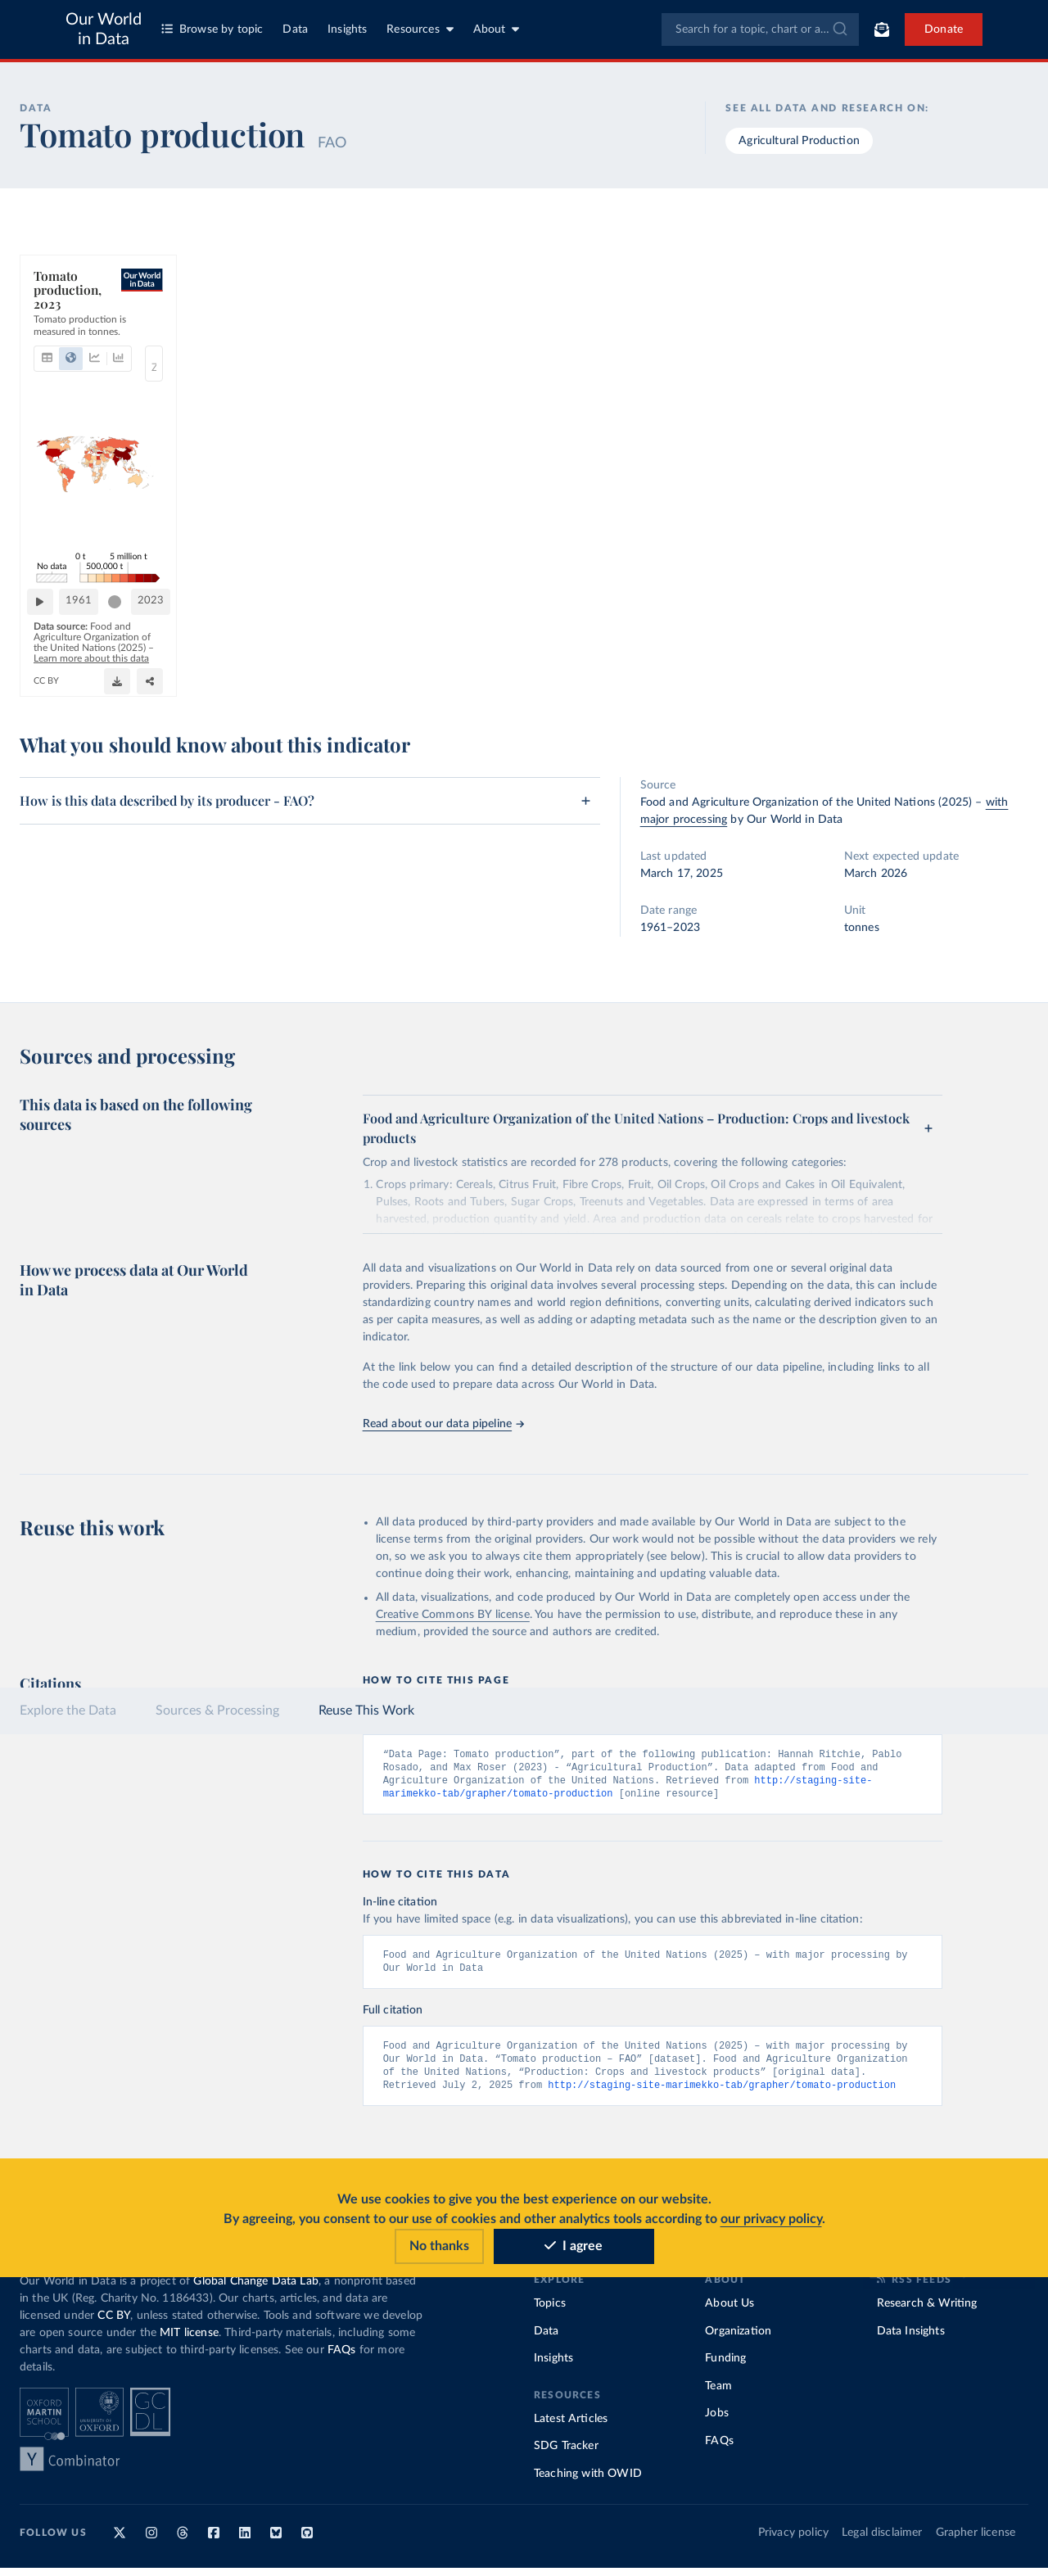 Our World
in Data
Browse by topic
Data
Insights
Resources
About
Search for a topic, chart or a...
Donate
DATA
Tomato production FAO
SEE ALL DATA AND RESEARCH ON:
Agricultural Production
Tomato
production,
2023
Our World
in Data
Tomato production is
measured in tonnes.
No data
0 t
500,000 t
5 million t
1961
2023
Data source: Food and
Agriculture Organization of
the United Nations (2025) –
Learn more about this data
CC BY
What you should know about this indicator
How is this data described by its producer - FAO?
Source
Food and Agriculture Organization of the United Nations (2025) – with
major processing by Our World in Data
Last updated
March 17, 2025
Next expected update
March 2026
Date range
1961–2023
Unit
tonnes
Sources and processing
This data is based on the following
sources
Food and Agriculture Organization of the United Nations – Production: Crops and livestock
products
Crop and livestock statistics are recorded for 278 products, covering the following categories:
1. Crops primary: Cereals, Citrus Fruit, Fibre Crops, Fruit, Oil Crops, Oil Crops and Cakes in Oil Equivalent,
Pulses, Roots and Tubers, Sugar Crops, Treenuts and Vegetables. Data are expressed in terms of area
harvested, production quantity and yield. Area and production data on cereals relate to crops harvested for
How we process data at Our World
in Data
All data and visualizations on Our World in Data rely on data sourced from one or several original data
providers. Preparing this original data involves several processing steps. Depending on the data, this can include
standardizing country names and world region definitions, converting units, calculating derived indicators such
as per capita measures, as well as adding or adapting metadata such as the name or the description given to an
indicator.
At the link below you can find a detailed description of the structure of our data pipeline, including links to all
the code used to prepare data across Our World in Data.
Read about our data pipeline
Reuse this work
• All data produced by third-party providers and made available by Our World in Data are subject to the
license terms from the original providers. Our work would not be possible without the data providers we rely
on, so we ask you to always cite them appropriately (see below). This is crucial to allow data providers to
continue doing their work, enhancing, maintaining and updating valuable data.
• All data, visualizations, and code produced by Our World in Data are completely open access under the
Creative Commons BY license. You have the permission to use, distribute, and reproduce these in any
medium, provided the source and authors are credited.
Citations
HOW TO CITE THIS PAGE
Explore the Data
Sources & Processing
Reuse This Work
“Data Page: Tomato production”, part of the following publication: Hannah Ritchie, Pablo
Rosado, and Max Roser (2023) - “Agricultural Production”. Data adapted from Food and
Agriculture Organization of the United Nations. Retrieved from http://staging-site-
marimekko-tab/grapher/tomato-production [online resource]
HOW TO CITE THIS DATA
In-line citation
If you have limited space (e.g. in data visualizations), you can use this abbreviated in-line citation:
Food and Agriculture Organization of the United Nations (2025) – with major processing by
Our World in Data
Full citation
Food and Agriculture Organization of the United Nations (2025) – with major processing by
Our World in Data. “Tomato production – FAO” [dataset]. Food and Agriculture Organization
of the United Nations, “Production: Crops and livestock products” [original data].
Retrieved July 2, 2025 from http://staging-site-marimekko-tab/grapher/tomato-production
We use cookies to give you the best experience on our website.
By agreeing, you consent to our use of cookies and other analytics tools according to our privacy policy.
No thanks
I agree
Our World in Data is a project of Global Change Data Lab, a nonprofit based
in the UK (Reg. Charity No. 1186433). Our charts, articles, and data are
licensed under CC BY, unless stated otherwise. Tools and software we develop
are open source under the MIT license. Third-party materials, including some
charts and data, are subject to third-party licenses. See our FAQs for more
details.
OXFORD
MARTIN
SCHOOL
UNIVERSITY OF
OXFORD
GC
DL
Y Combinator
EXPLORE
Topics
Data
Insights
RESOURCES
Latest Articles
SDG Tracker
Teaching with OWID
ABOUT
About Us
Organization
Funding
Team
Jobs
FAQs
RSS FEEDS
Research & Writing
Data Insights
FOLLOW US
Privacy policy
Legal disclaimer
Grapher license